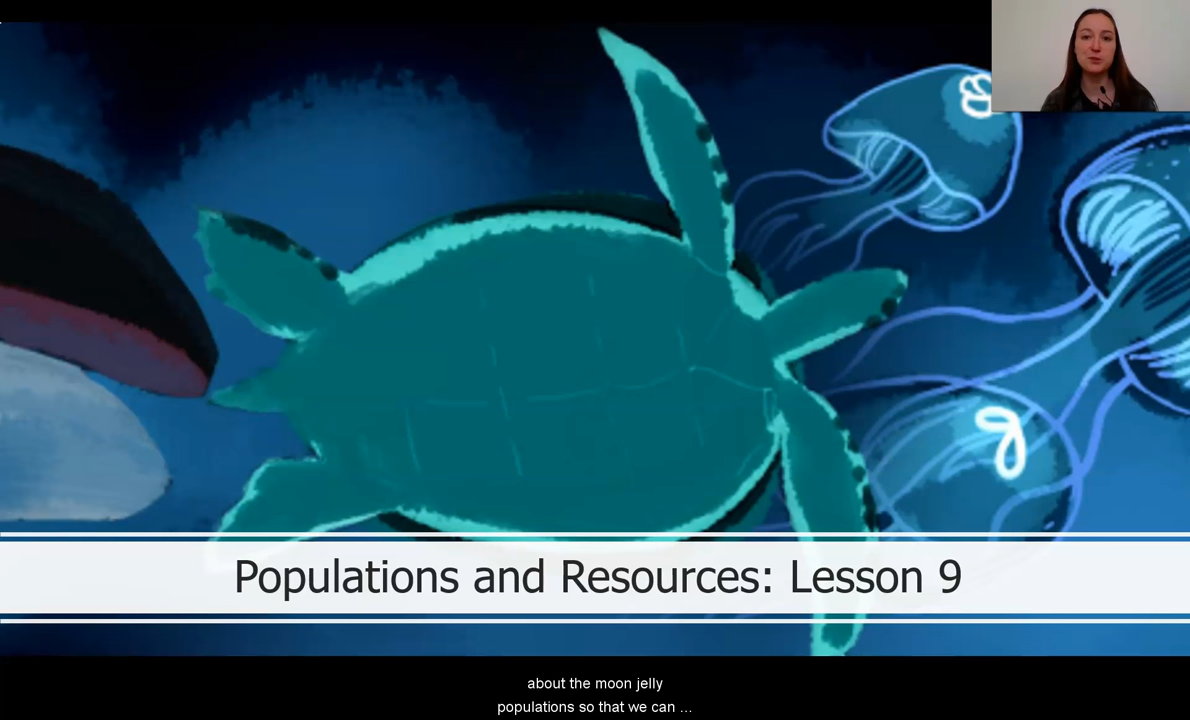 Populations and Resources: Lesson 9
about the moon jelly
populations so that we can ...